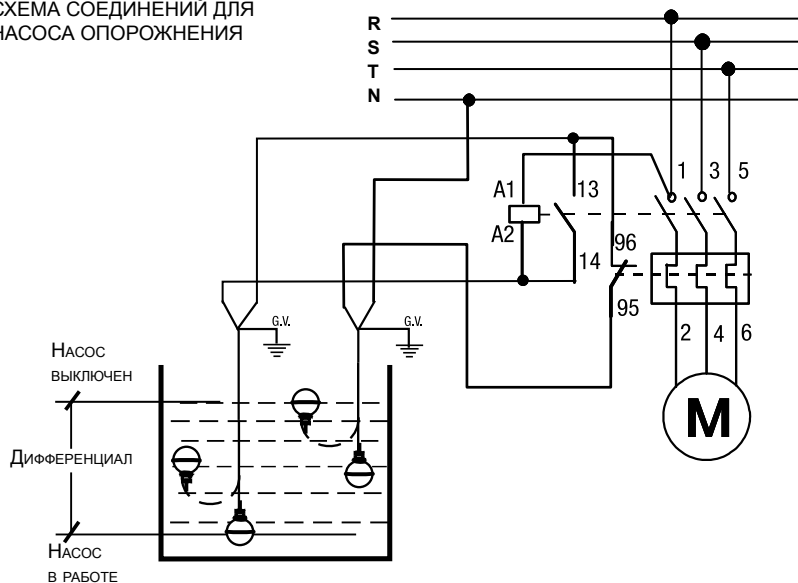 СХЕМА СОЕДИНЕНИЙ ДЛЯ
НАСОСА ОПОРОЖНЕНИЯ
R
S
T
N
1 3 5
A1
13
A2
14
96
95
2 4 6
G.V.
G.V.
M
НАСОС
ВЫКЛЮЧЕН
ДИФФЕРЕНЦИАЛ
НАСОС
В РАБОТЕ